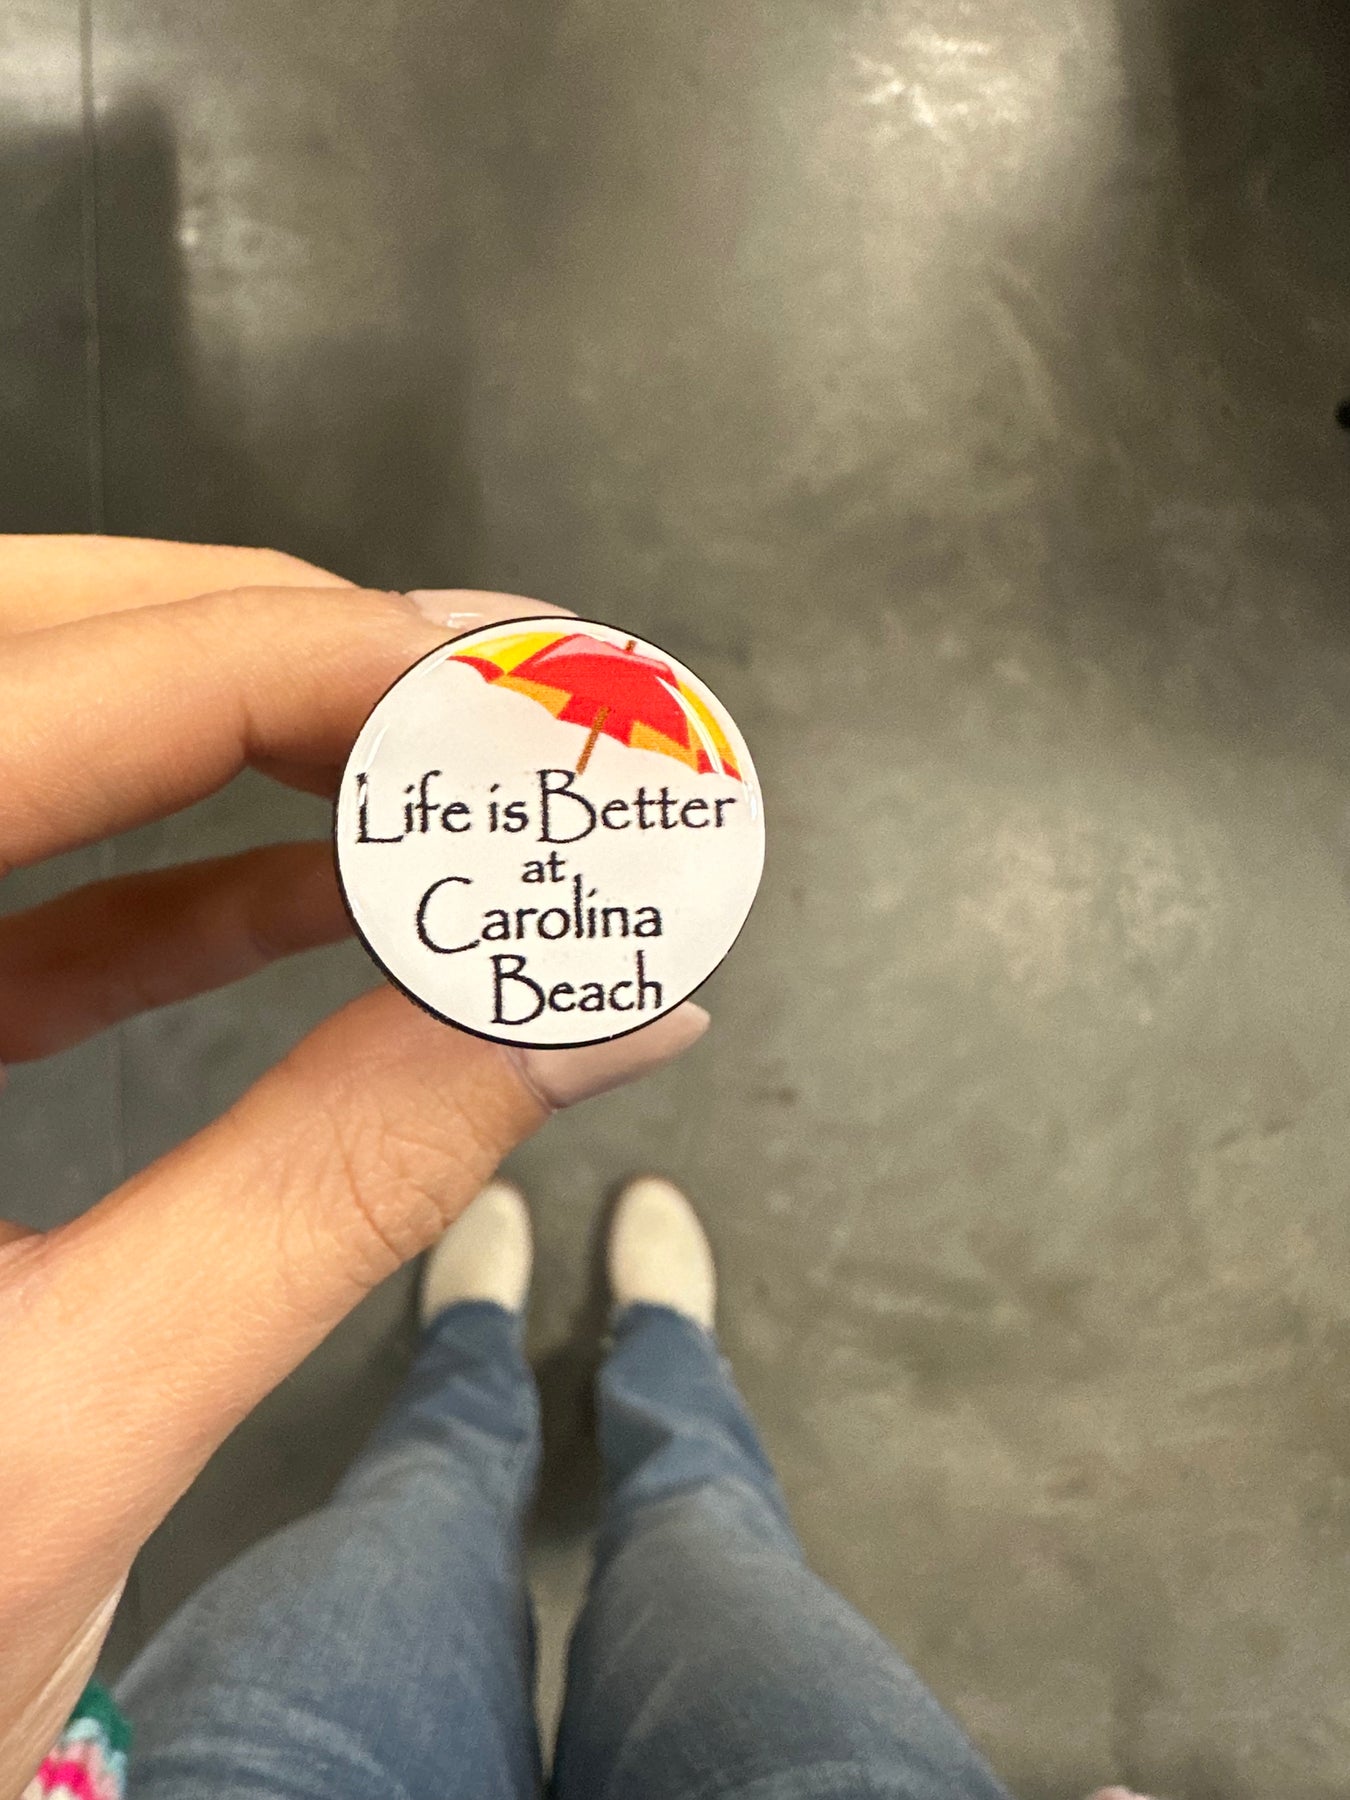 Life is Better
at
Carolina
Beach